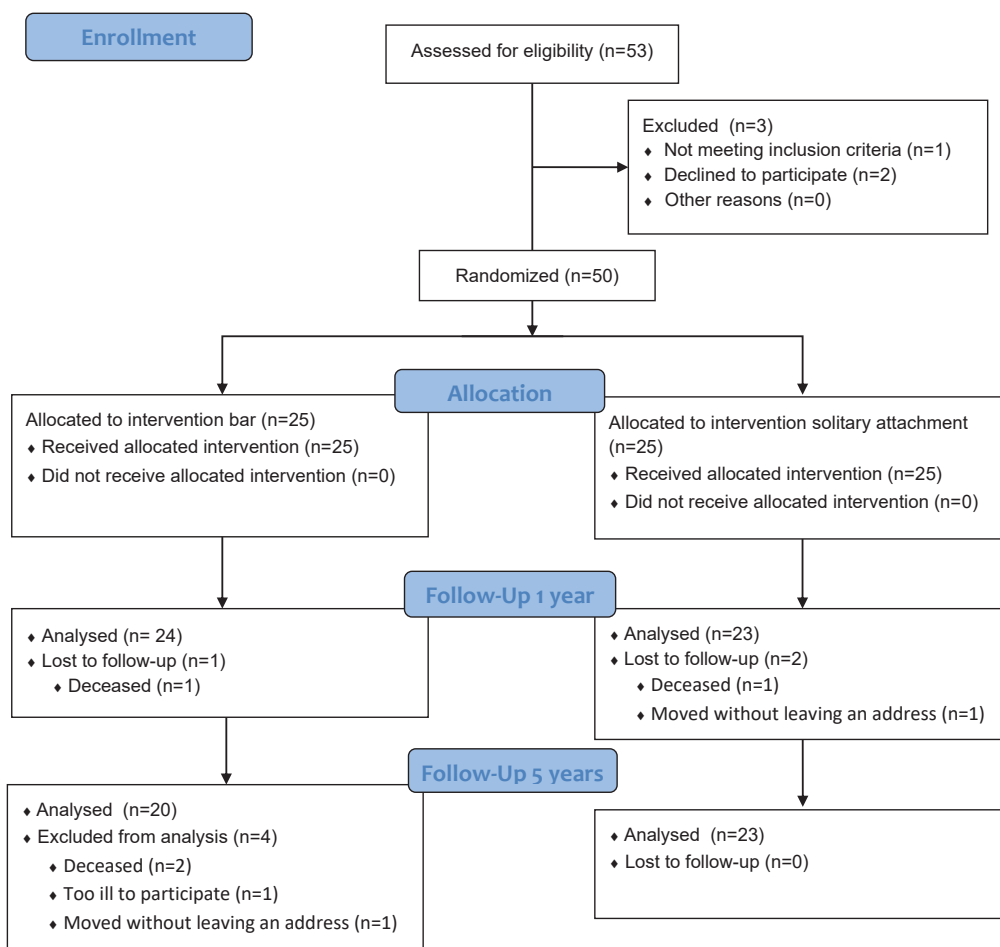 Enrollment
Assessed for eligibility (n=53)
Excluded (n=3)
♦ Not meeting inclusion criteria (n=1)
♦ Declined to participate (n=2)
♦ Other reasons (n=0)
Randomized (n=50)
Allocation
Allocated to intervention bar (n=25)
♦ Received allocated intervention (n=25)
♦ Did not receive allocated intervention (n=0)
Allocated to intervention solitary attachment
(n=25)
♦ Received allocated intervention (n=25)
♦ Did not receive allocated intervention (n=0)
Follow-Up 1 year
♦ Analysed (n= 24)
♦ Lost to follow-up (n=1)
♦ Deceased (n=1)
♦ Analysed (n=23)
♦ Lost to follow-up (n=2)
♦ Deceased (n=1)
♦ Moved without leaving an address (n=1)
Follow-Up 5 years
♦ Analysed (n=20)
♦ Excluded from analysis (n=4)
♦ Deceased (n=2)
♦ Too ill to participate (n=1)
♦ Moved without leaving an address (n=1)
♦ Analysed (n=23)
♦ Lost to follow-up (n=0)